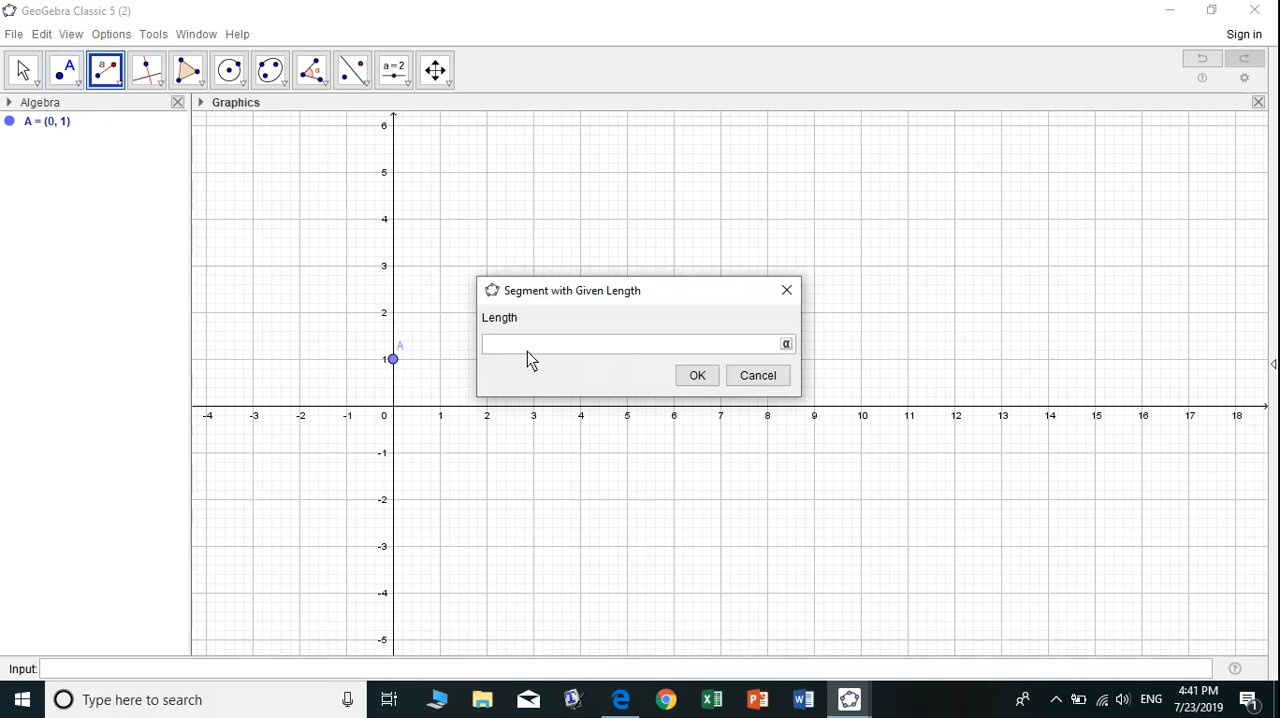 GeoGebra Classic 5 (2)
File Edit View Options Tools Window Help Sign in
a A α a = 2
Algebra Graphics
A = (0, 1)
6
5
4
3
2
1
A
-4 -3 -2 -1 0 1 2 3 4 5 6 7 8 9 10 11 12 13 14 15 16 17 18
-1
-2
-3
-4
-5
Segment with Given Length
Length
α
OK Cancel
Input:
Type here to search
ENG
4:41 PM
7/23/2019
1